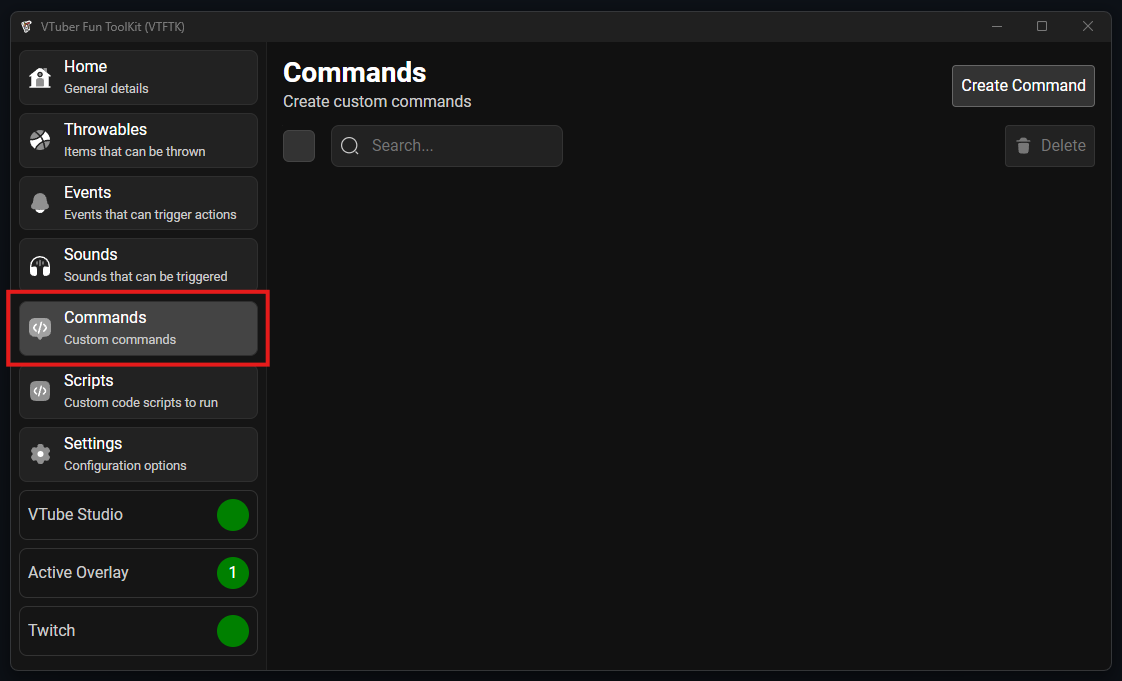 VTuber Fun ToolKit (VTFTK)
Home
General details
Throwables
Items that can be thrown
Events
Events that can trigger actions
Sounds
Sounds that can be triggered
Commands
Custom commands
Scripts
Custom code scripts to run
Settings
Configuration options
VTube Studio
Active Overlay 1
Twitch
Commands
Create custom commands
Create Command
Search...
Delete